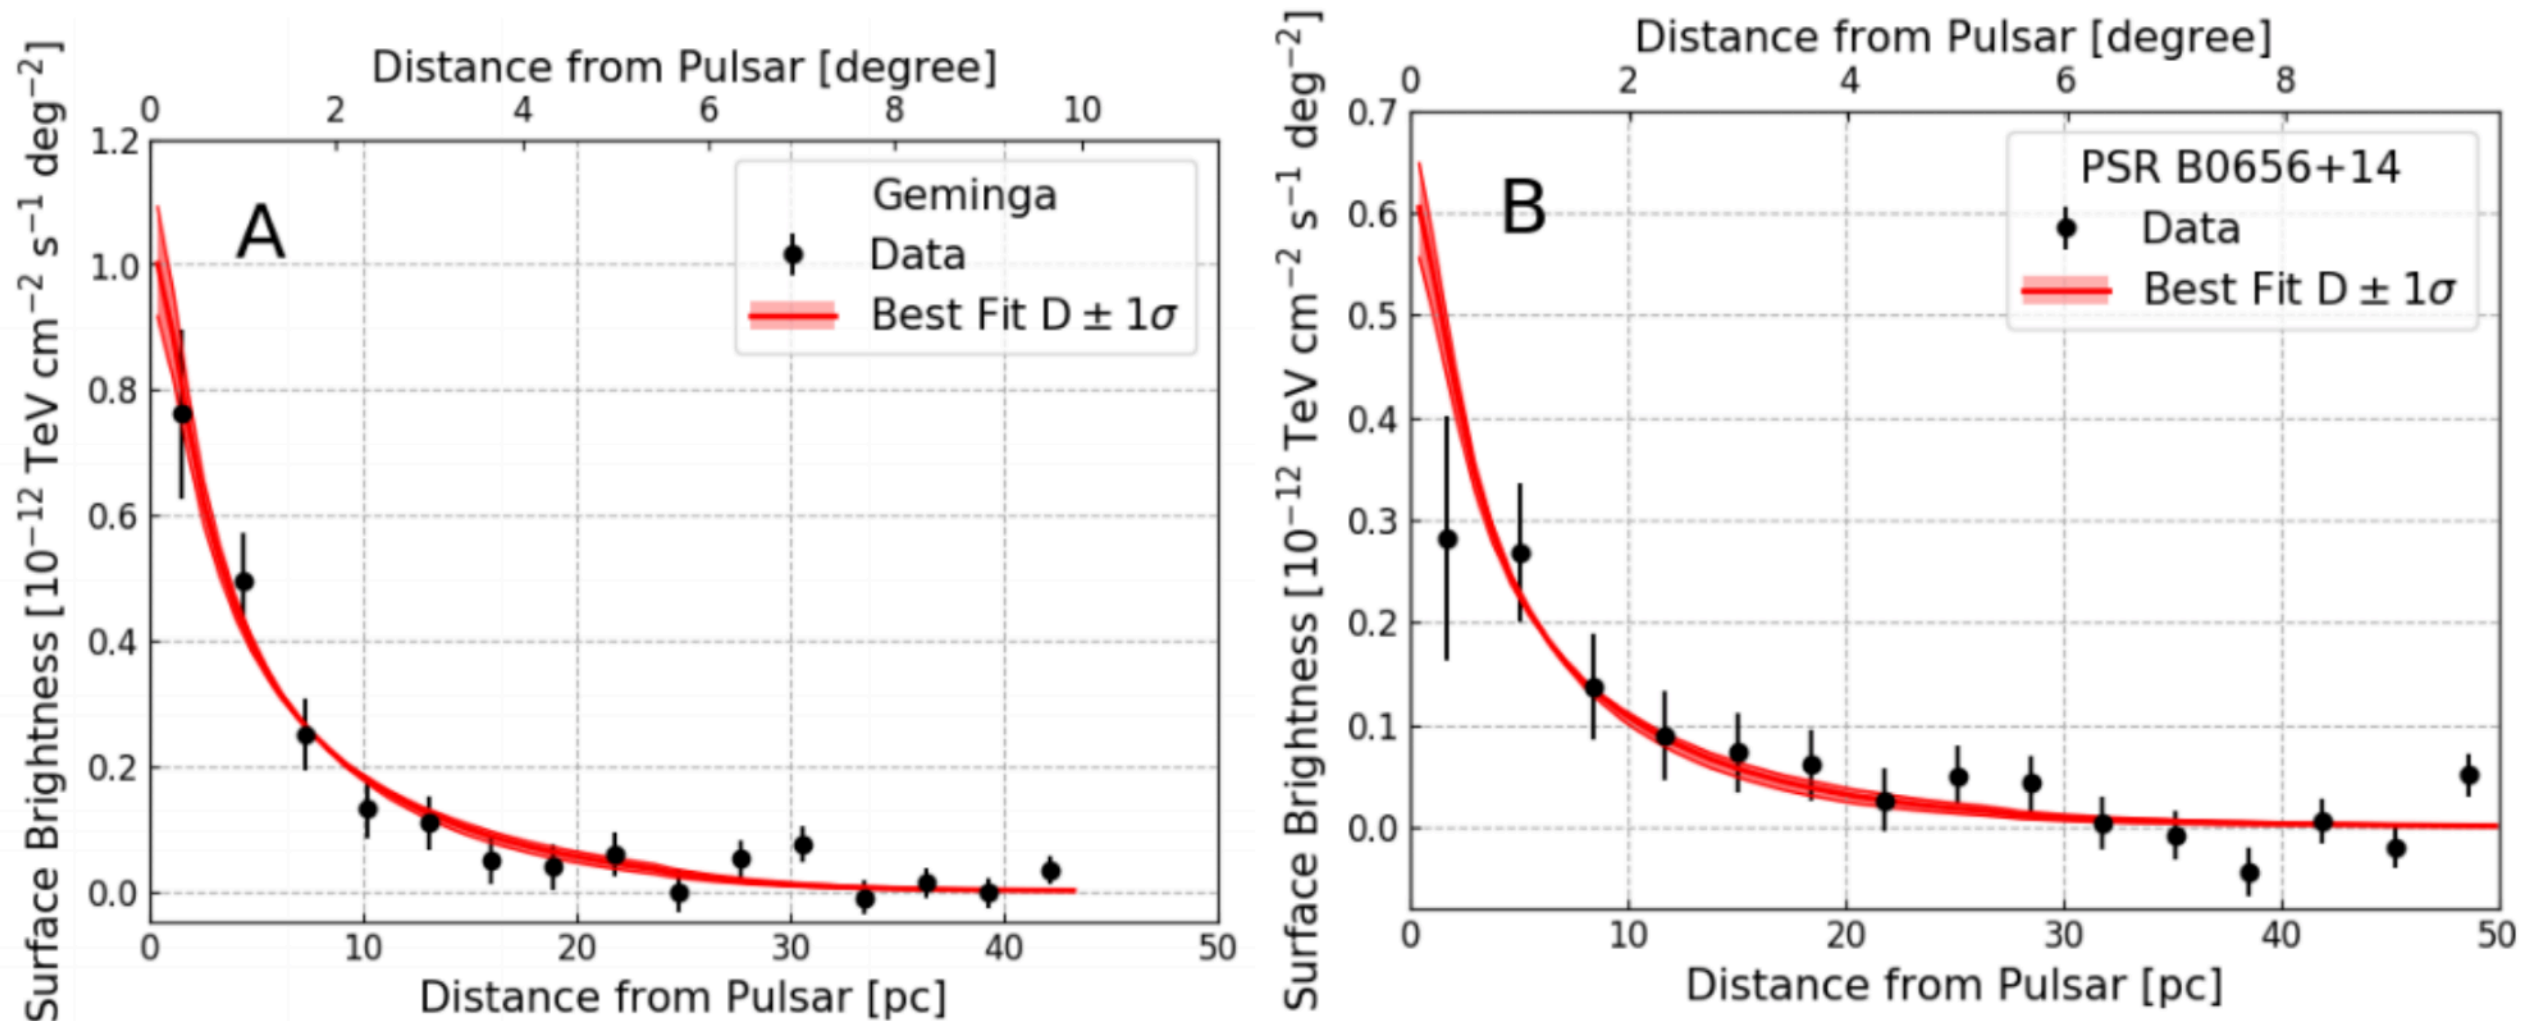 Distance from Pulsar [degree]
0 2 4 6 8 10
Surface Brightness [10⁻¹² TeV cm⁻² s⁻¹ deg⁻²]
1.2
1.0
0.8
0.6
0.4
0.2
0.0
A
Geminga
Data
Best Fit D ± 1σ
0 10 20 30 40 50
Distance from Pulsar [pc]
Distance from Pulsar [degree]
0 2 4 6 8
Surface Brightness [10⁻¹² TeV cm⁻² s⁻¹ deg⁻²]
0.7
0.6
0.5
0.4
0.3
0.2
0.1
0.0
B
PSR B0656+14
Data
Best Fit D ± 1σ
0 10 20 30 40 50
Distance from Pulsar [pc]